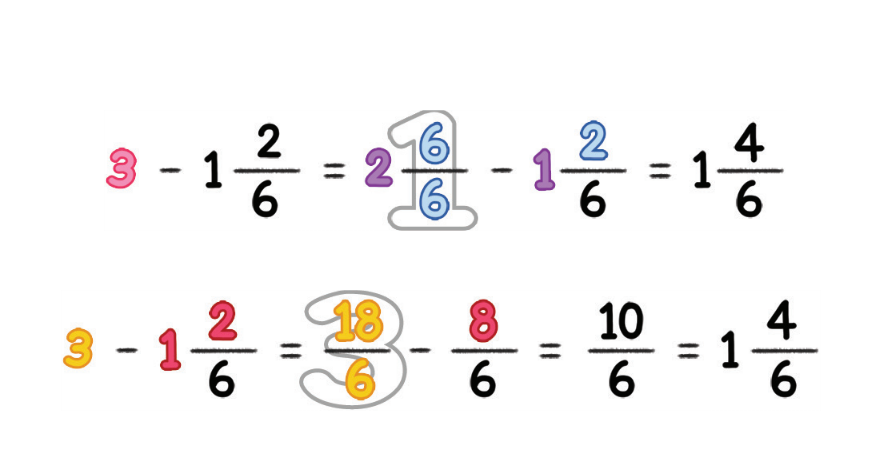 3 - 1 2/6 = 2 6/6 - 1 2/6 = 1 4/6
3 - 1 2/6 = 18/6 - 8/6 = 10/6 = 1 4/6